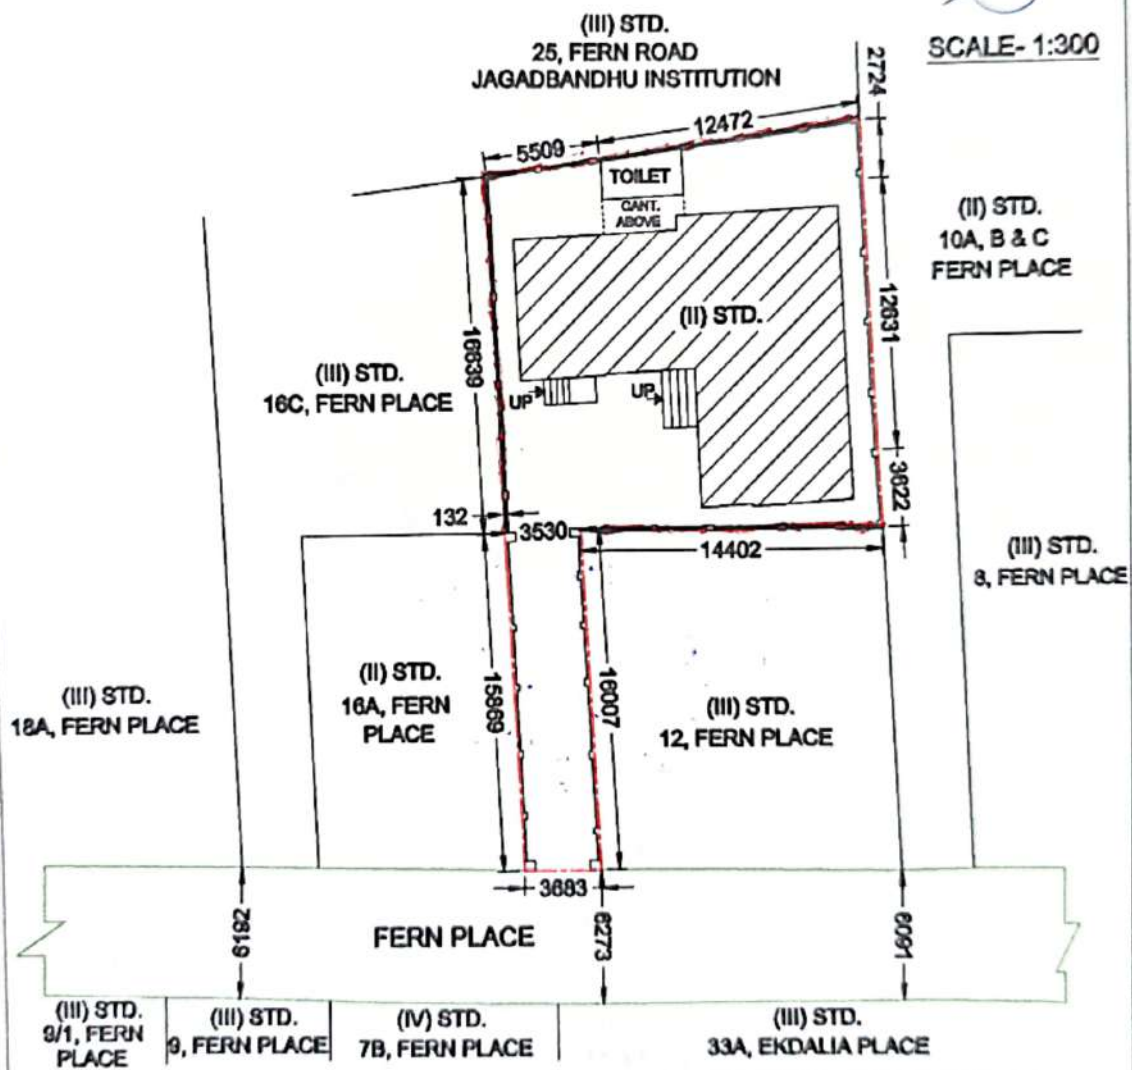 (III) STD.
25, FERN ROAD
JAGADBANDHU INSTITUTION
SCALE- 1:300
2724
12472
5509
TOILET
CANT.
ABOVE
(II) STD.
10A, B & C
FERN PLACE
(II) STD.
12631
16639
(III) STD.
16C, FERN PLACE
UP
UP
3622
132
3530
14402
(III) STD.
8, FERN PLACE
(II) STD.
16A, FERN
PLACE
15869
16007
(III) STD.
12, FERN PLACE
(III) STD.
18A, FERN PLACE
3683
6182
FERN PLACE
6273
6091
(III) STD.
9/1, FERN
PLACE
(III) STD.
9, FERN PLACE
(IV) STD.
7B, FERN PLACE
(III) STD.
33A, EKDALIA PLACE